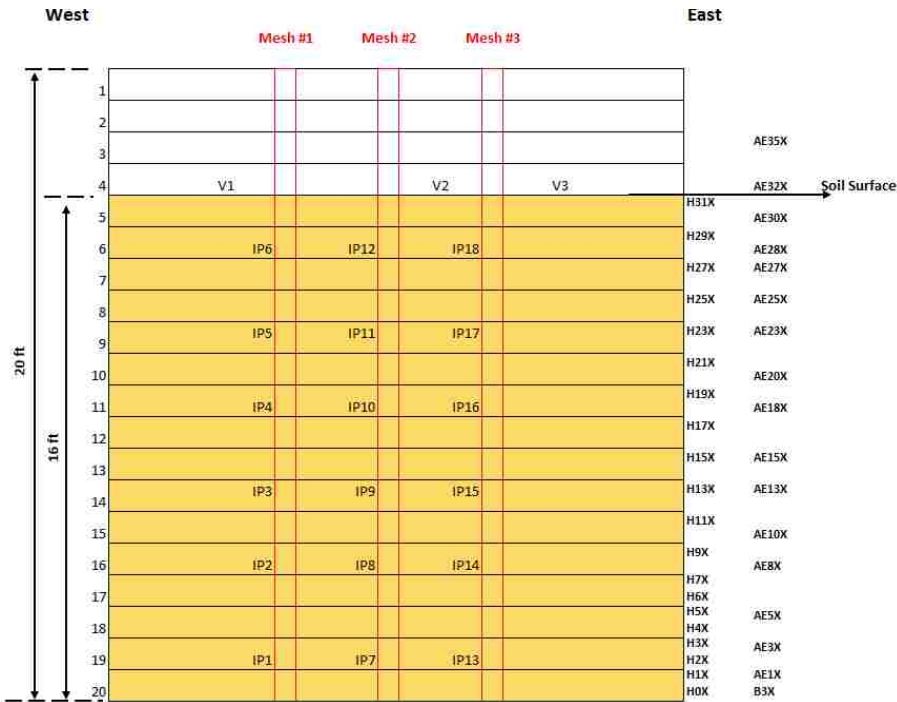 West East
Mesh #1 Mesh #2 Mesh #3
1
2
3 AE35X
4 V1 V2 V3 AE32X Soil Surface
H31X
5 AE30X
H29X
6 IP6 IP12 IP18 AE28X
H27X AE27X
7
H25X AE25X
8
H23X AE23X
9 IP5 IP11 IP17
H21X
20 ft
10 AE20X
H19X
11 IP4 IP10 IP16 AE18X
H17X
12
16 ft
H15X AE15X
13
H13X AE13X
14 IP3 IP9 IP15
H11X
15 AE10X
H9X
16 IP2 IP8 IP14 AE8X
H7X
17 H6X
H5X AE5X
18 H4X
H3X AE3X
19 IP1 IP7 IP13 H2X
H1X AE1X
20 H0X B3X